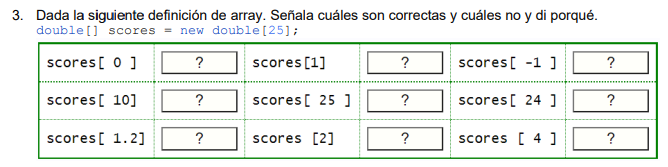 3. Dada la siguiente definición de array. Señala cuáles son correctas y cuáles no y di porqué.
double[] scores = new double[25];
scores[ 0 ] ? scores[1] ? scores[ -1 ] ?
scores[ 10] ? scores[ 25 ] ? scores[ 24 ] ?
scores[ 1.2] ? scores [2] ? scores [ 4 ] ?